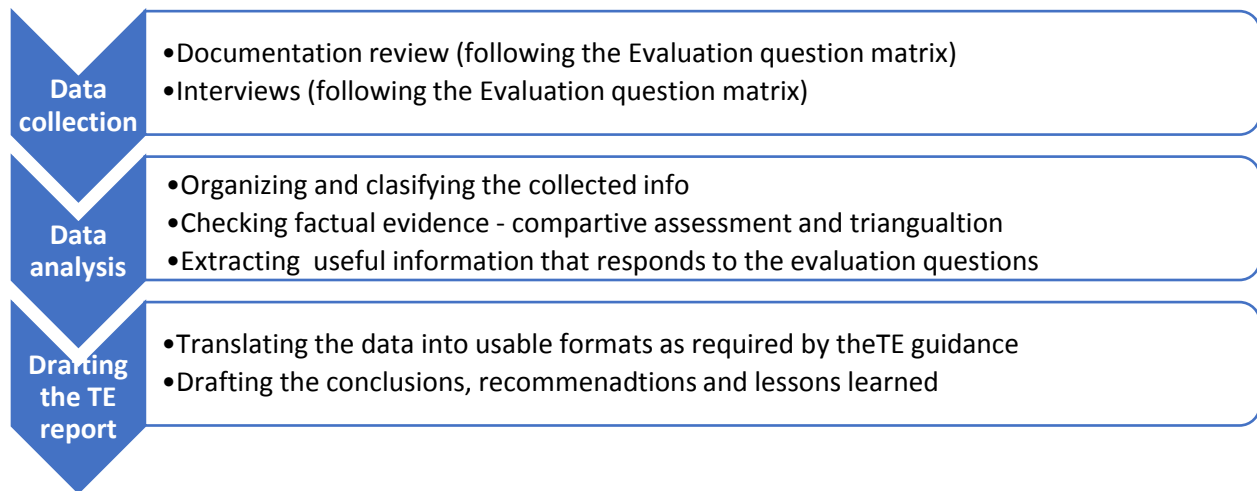 Data
collection
•Documentation review (following the Evaluation question matrix)
•Interviews (following the Evaluation question matrix)
Data
analysis
•Organizing and clasifying the collected info
•Checking factual evidence - compartive assessment and triangualtion
•Extracting  useful information that responds to the evaluation questions
Drafting
the TE
report
•Translating the data into usable formats as required by theTE guidance
•Drafting the conclusions, recommenadtions and lessons learned